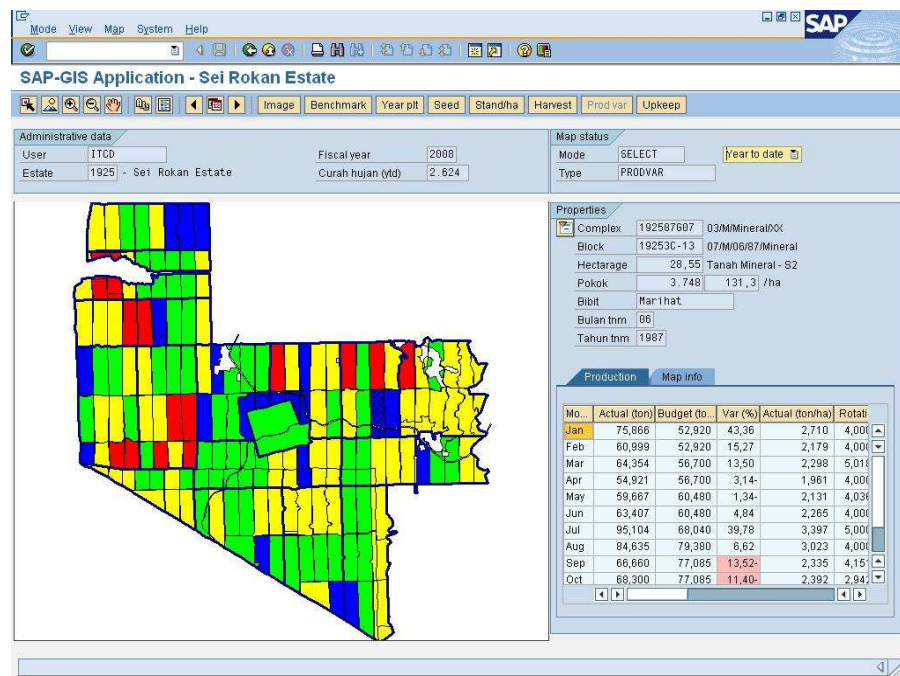 Mode View Map System Help
SAP
SAP-GIS Application - Sei Rokan Estate
Image Benchmark Year plt Seed Stand/ha Harvest Prod var Upkeep
Administrative data
User ITCD Fiscal year 2008
Estate 1925 - Sei Rokan Estate Curah hujan (ytd) 2.624
Map status
Mode SELECT Year to date
Type PRODVAR
Properties
Complex 192587607 03/M/Mineral/XX
Block 19253C-13 07/M/06/87/Mineral
Hectarage 28,55 Tanah Mineral - S2
Pokok 3.748 131,3 /ha
Bibit Marihat
Bulan tnm 06
Tahun tnm 1987
Production Map info
Mo... Actual (ton) Budget (to... Var (%) Actual (ton/ha) Rotati
Jan 75,866 52,920 43,36 2,710 4,000
Feb 60,999 52,920 15,27 2,179 4,000
Mar 64,354 56,700 13,50 2,298 5,018
Apr 54,921 56,700 3,14- 1,961 4,000
May 59,667 60,480 1,34- 2,131 4,036
Jun 63,407 60,480 4,84 2,265 4,000
Jul 95,104 68,040 39,78 3,397 5,000
Aug 84,635 79,380 6,62 3,023 4,000
Sep 66,660 77,085 13,52- 2,335
Oct 68,300 77,085 11,40- 2,392